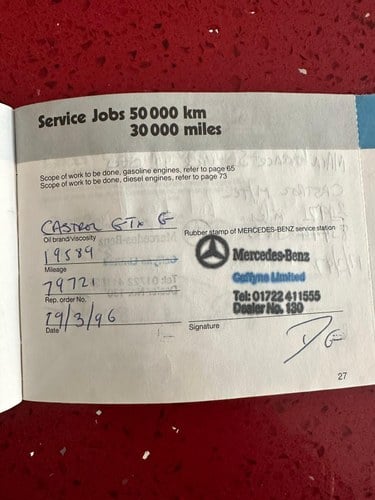 Service Jobs 50 000 km
30 000 miles
Scope of work to be done, gasoline engines, refer to page 65
Scope of work to be done, diesel engines, refer to page 73
CASTROL GTX
Oil brand/viscosity
Rubber stamp of MERCEDES-BENZ service station
19589
Mileage
Mercedes-Benz
79721
Rep. order No.
Gaffyne Limited
Tel: 01722 411555
Dealer No. 130
19/3/96
Date
Signature
27